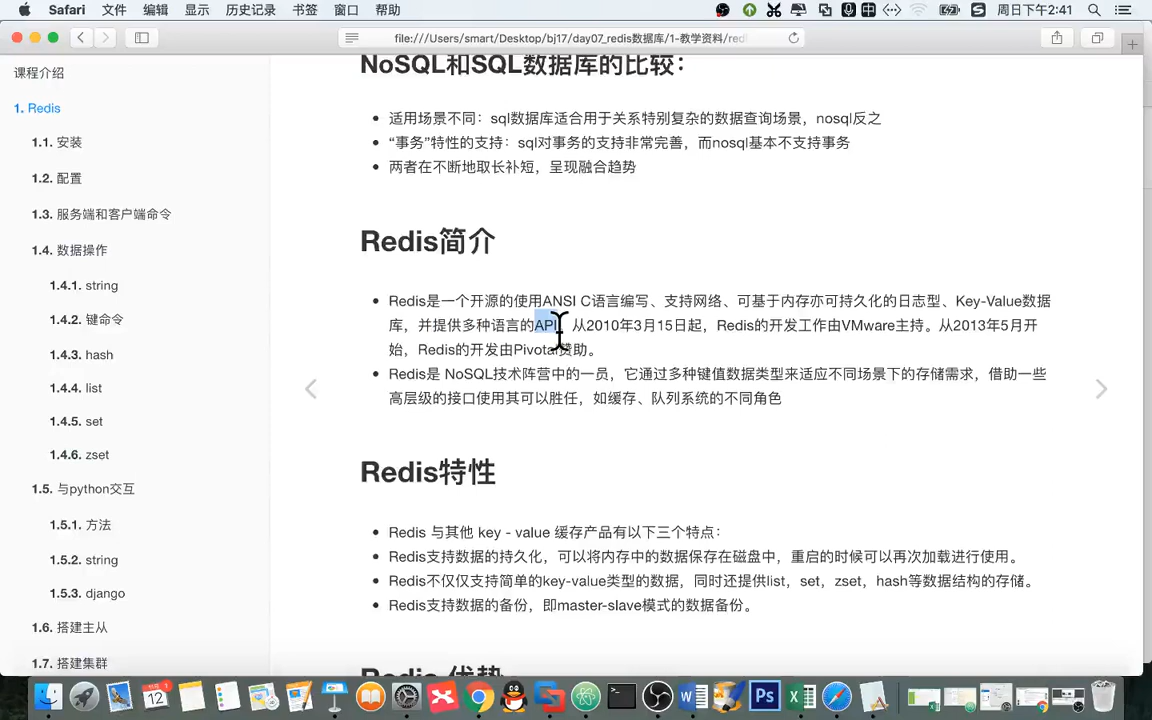 Safari 文件 编辑 显示 历史记录 书签 窗口 帮助 周日下午2:41
file:///Users/smart/Desktop/bj17/day07_redis数据库/1-教学资料/redi
课程介绍
1. Redis
1.1. 安装
1.2. 配置
1.3. 服务端和客户端命令
1.4. 数据操作
1.4.1. string
1.4.2. 键命令
1.4.3. hash
1.4.4. list
1.4.5. set
1.4.6. zset
1.5. 与python交互
1.5.1. 方法
1.5.2. string
1.5.3. django
1.6. 搭建主从
1.7. 搭建集群
NoSQL和SQL数据库的比较：
适用场景不同：sql数据库适合用于关系特别复杂的数据查询场景，nosql反之
“事务”特性的支持：sql对事务的支持非常完善，而nosql基本不支持事务
两者在不断地取长补短，呈现融合趋势
Redis简介
Redis是一个开源的使用ANSI C语言编写、支持网络、可基于内存亦可持久化的日志型、Key-Value数据
库，并提供多种语言的API。从2010年3月15日起，Redis的开发工作由VMware主持。从2013年5月开
始，Redis的开发由Pivotal赞助。
Redis是 NoSQL技术阵营中的一员，它通过多种键值数据类型来适应不同场景下的存储需求，借助一些
高层级的接口使用其可以胜任，如缓存、队列系统的不同角色
Redis特性
Redis 与其他 key - value 缓存产品有以下三个特点：
Redis支持数据的持久化，可以将内存中的数据保存在磁盘中，重启的时候可以再次加载进行使用。
Redis不仅仅支持简单的key-value类型的数据，同时还提供list，set，zset，hash等数据结构的存储。
Redis支持数据的备份，即master-slave模式的数据备份。
Redis 优势
12
Ps